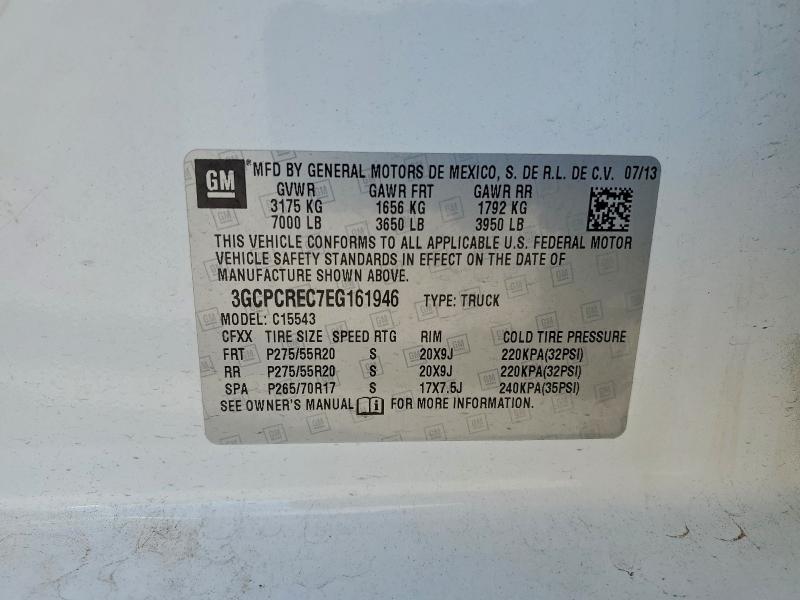 GM ®MFD BY GENERAL MOTORS DE MEXICO, S. DE R.L. DE C.V. 07/13
GVWR GAWR FRT GAWR RR
3175 KG 1656 KG 1792 KG
7000 LB 3650 LB 3950 LB
THIS VEHICLE CONFORMS TO ALL APPLICABLE U.S. FEDERAL MOTOR
VEHICLE SAFETY STANDARDS IN EFFECT ON THE DATE OF
MANUFACTURE SHOWN ABOVE.
3GCPCREC7EG161946 TYPE: TRUCK
MODEL: C15543
CFXX TIRE SIZE SPEED RTG RIM COLD TIRE PRESSURE
FRT P275/55R20 S 20X9J 220KPA(32PSI)
RR P275/55R20 S 20X9J 220KPA(32PSI)
SPA P265/70R17 S 17X7.5J 240KPA(35PSI)
SEE OWNER'S MANUAL FOR MORE INFORMATION.